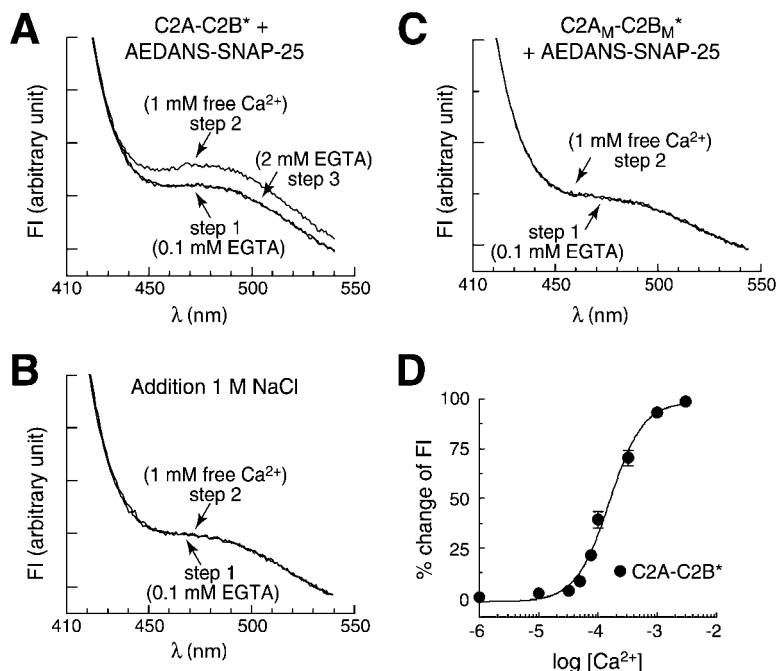 A
C2A-C2B* +
AEDANS-SNAP-25
FI (arbitrary unit)
(1 mM free Ca²⁺)
step 2
(2 mM EGTA)
step 3
step 1
(0.1 mM EGTA)
410 450 500 550
λ (nm)
C
C2A_M-C2B_M*
+ AEDANS-SNAP-25
FI (arbitrary unit)
(1 mM free Ca²⁺)
step 2
step 1
(0.1 mM EGTA)
410 450 500 550
λ (nm)
B
Addition 1 M NaCl
FI (arbitrary unit)
(1 mM free Ca²⁺)
step 2
step 1
(0.1 mM EGTA)
410 450 500 550
λ (nm)
D
% change of FI
100
75
50
25
0
C2A-C2B*
-6 -5 -4 -3 -2
log [Ca²⁺]